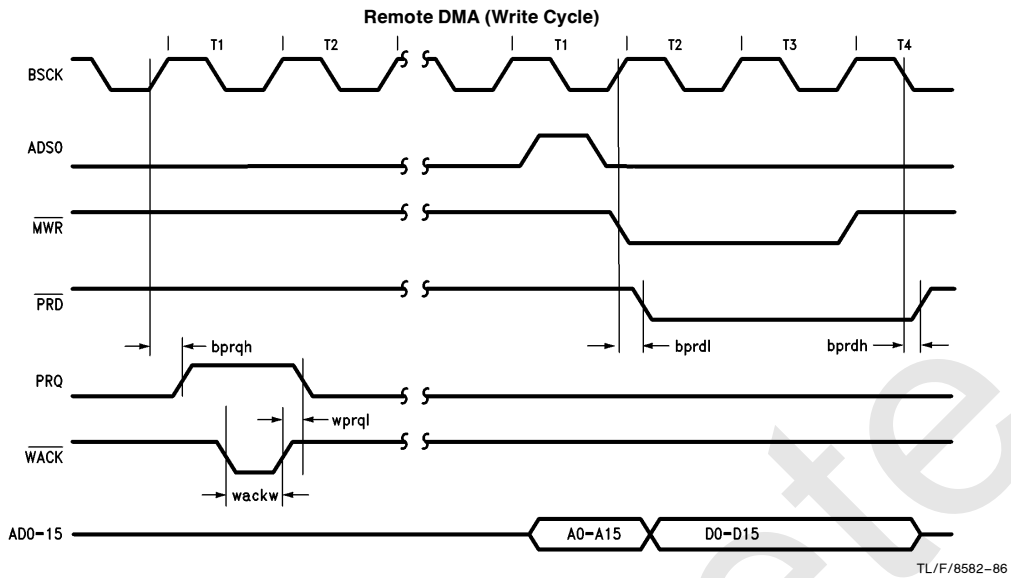 Remote DMA (Write Cycle)
T1 T2 T1 T2 T3 T4
BSCK
ADS0
MWR
PRD
bprqh bprdl bprdh
PRQ
wprql
WACK
wackw
AD0-15 A0-A15 D0-D15
TL/F/8582-86